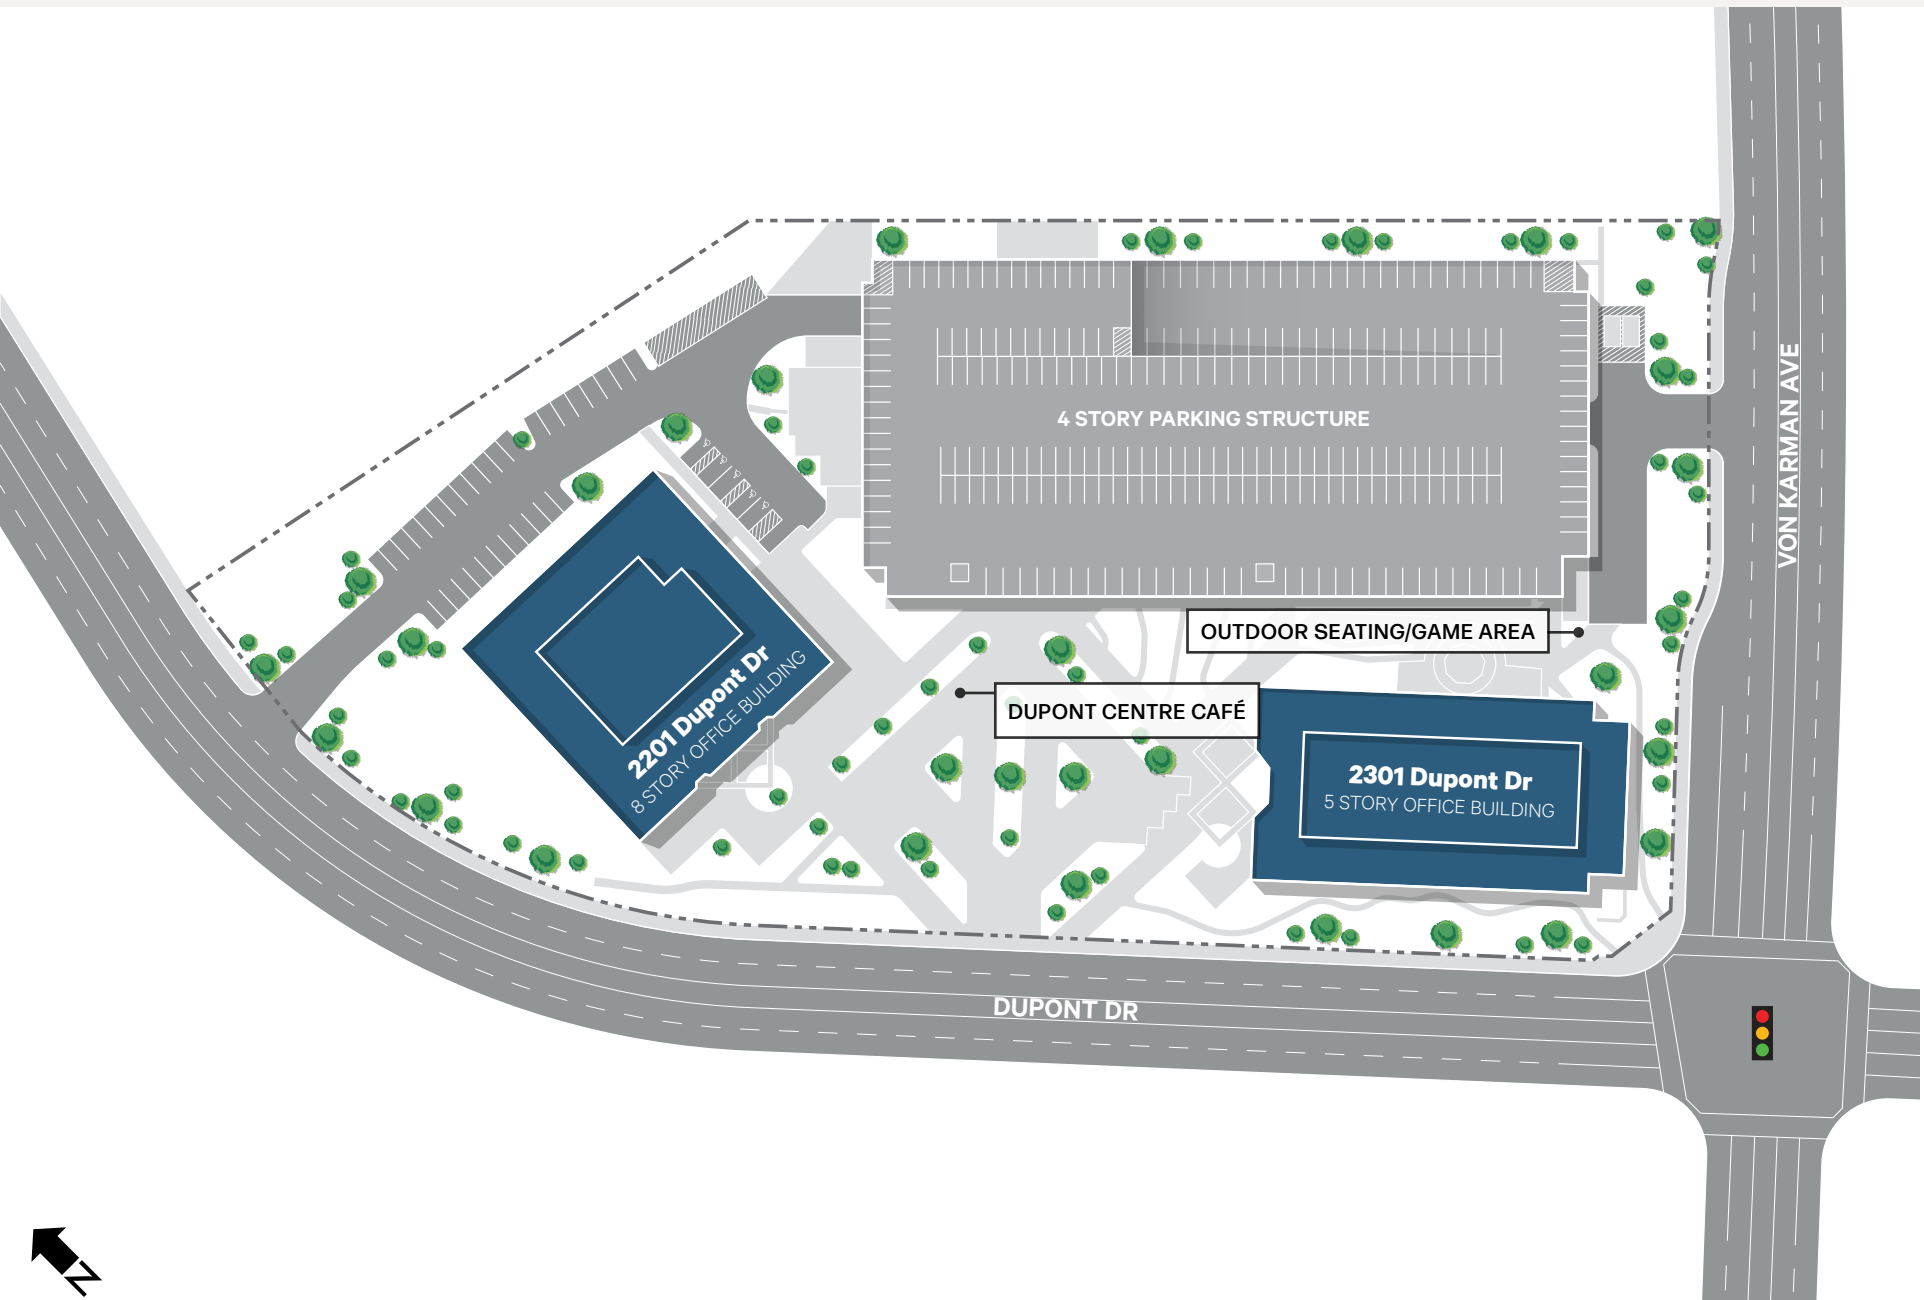 4 STORY PARKING STRUCTURE
VON KARMAN AVE
OUTDOOR SEATING/GAME AREA
DUPONT CENTRE CAFÉ
2201 Dupont Dr
8 STORY OFFICE BUILDING
2301 Dupont Dr
5 STORY OFFICE BUILDING
DUPONT DR
N